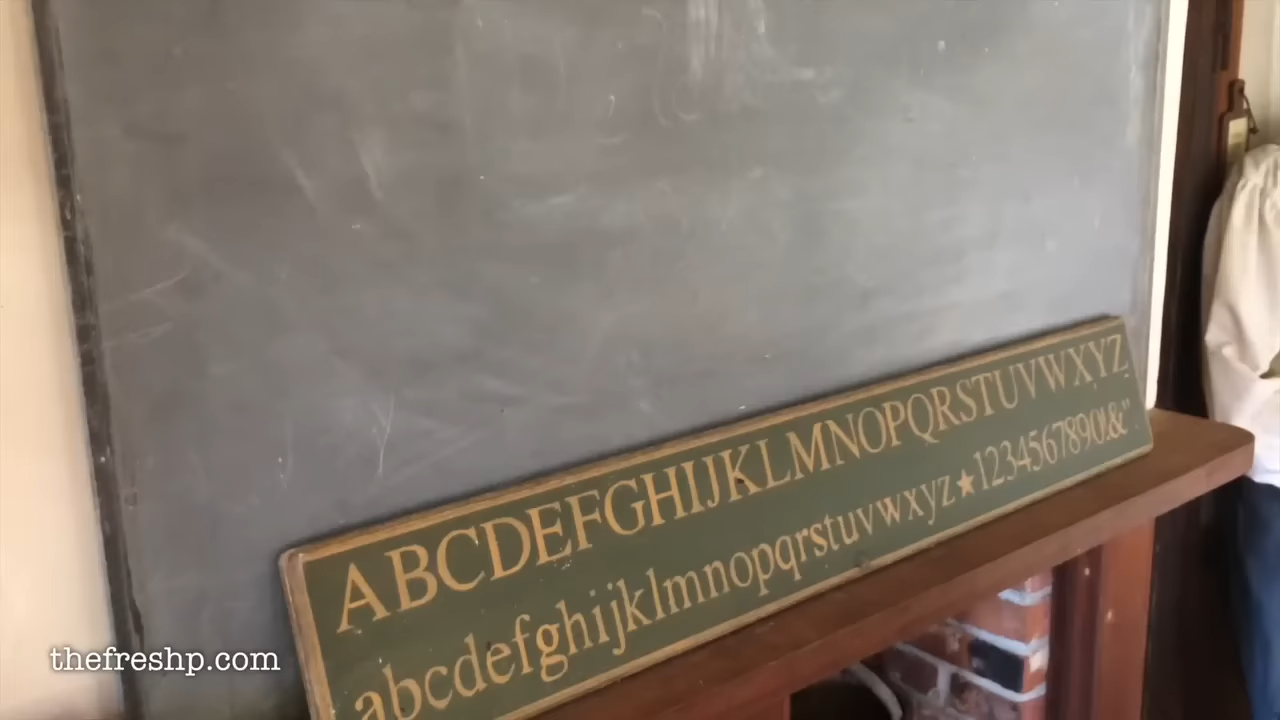 ABCDEFGHIJKLMNOPQRSTUVWXYZ
abcdefghijklmnopqrstuvwxyz★1234567890!.&"
thefreshp.com